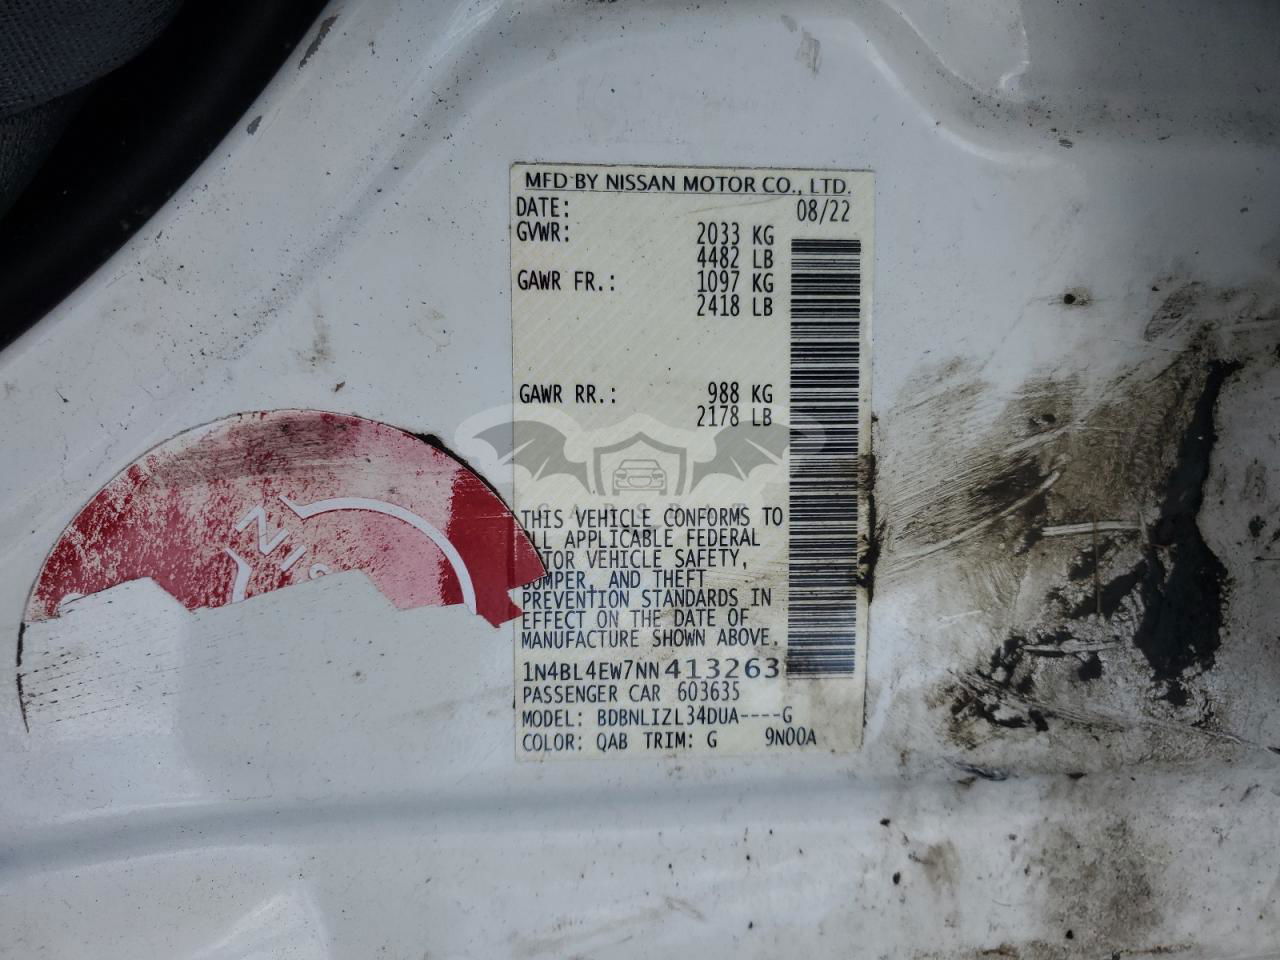 MFD BY NISSAN MOTOR CO., LTD.
DATE: 08/22
GVWR: 2033 KG
4482 LB
GAWR FR.: 1097 KG
2418 LB
GAWR RR.: 988 KG
2178 LB
THIS VEHICLE CONFORMS TO
ALL APPLICABLE FEDERAL
VEHICLE SAFETY,
AND THEFT
PREVENTION STANDARDS IN
EFFECT ON THE DATE OF
MANUFACTURE SHOWN ABOVE.
1N4BL4EW7NN413263
PASSENGER CAR 603635
MODEL: BDBNLIZL34DUA----G
COLOR: QAB TRIM: G 9N00A